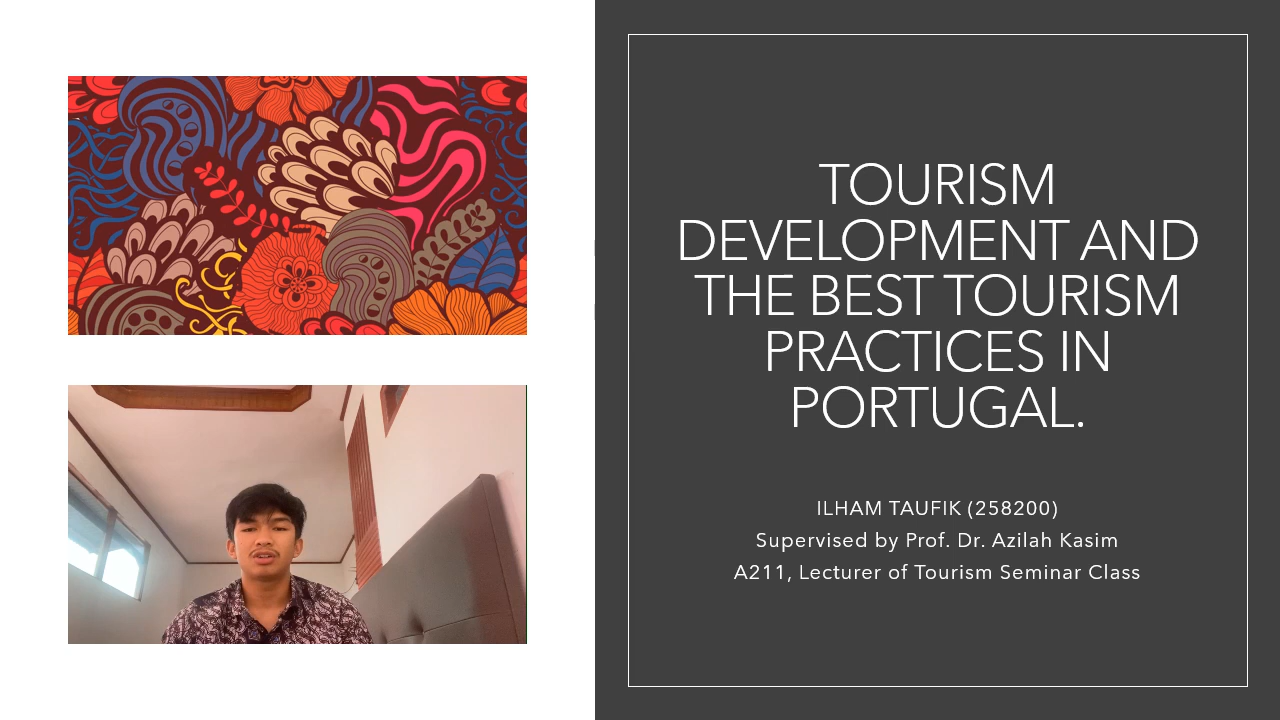 TOURISM
DEVELOPMENT AND
THE BEST TOURISM
PRACTICES IN
PORTUGAL.
ILHAM TAUFIK (258200)
Supervised by Prof. Dr. Azilah Kasim
A211, Lecturer of Tourism Seminar Class